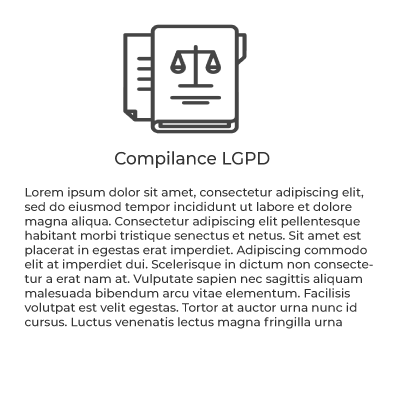 Compilance LGPD
Lorem ipsum dolor sit amet, consectetur adipiscing elit,
sed do eiusmod tempor incididunt ut labore et dolore
magna aliqua. Consectetur adipiscing elit pellentesque
habitant morbi tristique senectus et netus. Sit amet est
placerat in egestas erat imperdiet. Adipiscing commodo
elit at imperdiet dui. Scelerisque in dictum non consecte-
tur a erat nam at. Vulputate sapien nec sagittis aliquam
malesuada bibendum arcu vitae elementum. Facilisis
volutpat est velit egestas. Tortor at auctor urna nunc id
cursus. Luctus venenatis lectus magna fringilla urna